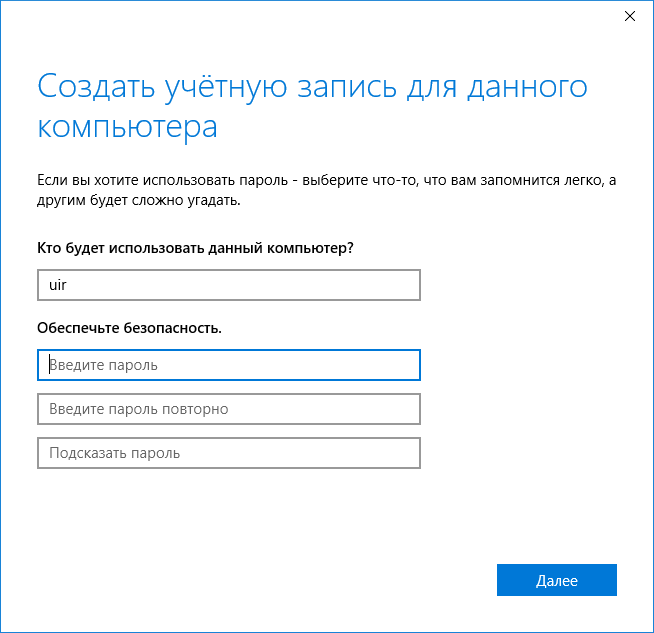 Создать учётную запись для данного
компьютера
Если вы хотите использовать пароль - выберите что-то, что вам запомнится легко, а
другим будет сложно угадать.
Кто будет использовать данный компьютер?
uir
Обеспечьте безопасность.
Введите пароль
Введите пароль повторно
Подсказать пароль
Далее